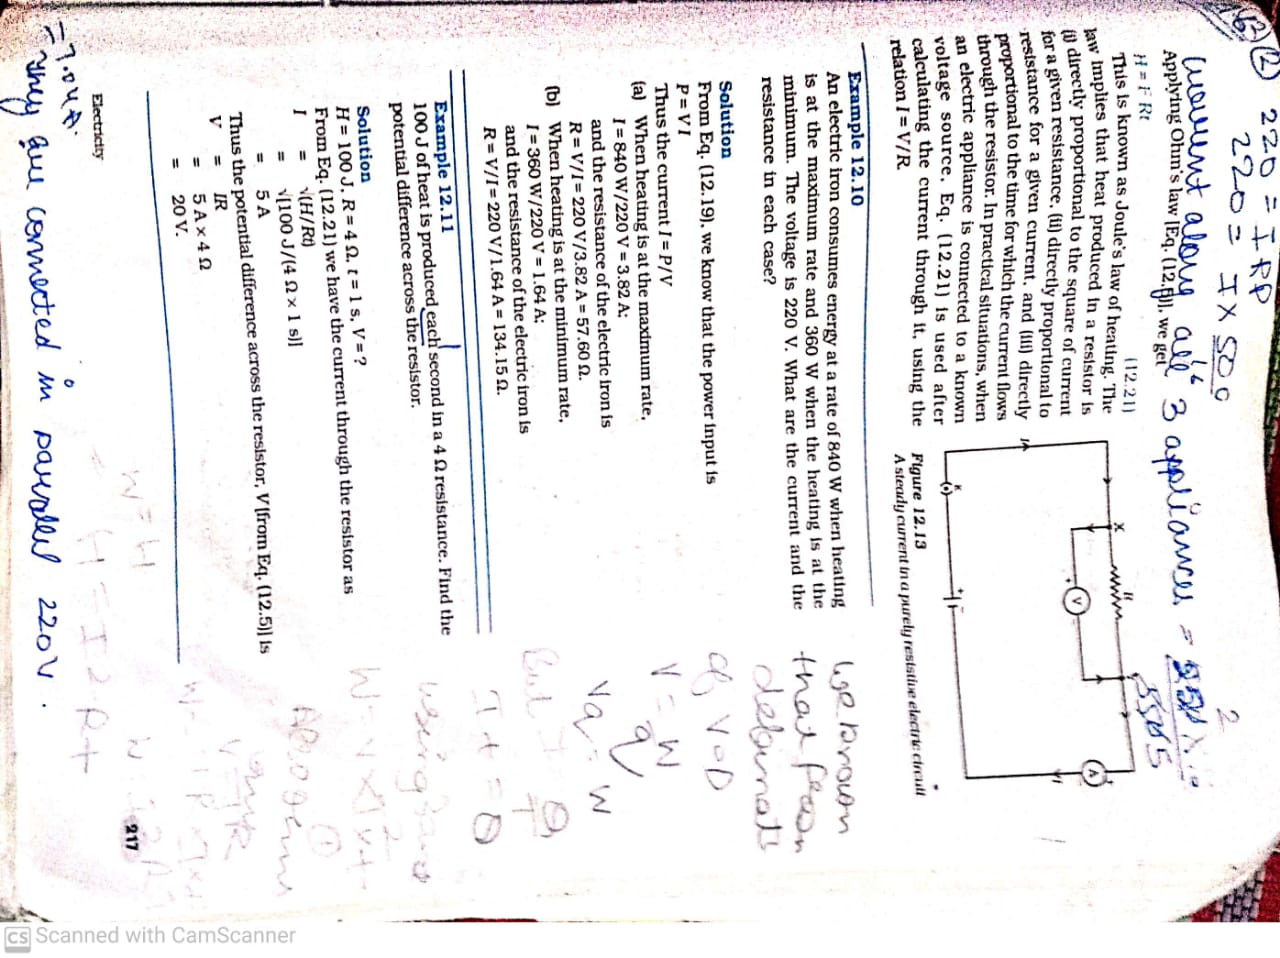 220 = I RP
220 = I X 500
current along all 3 appliances =
Applying Ohm's law [Eq. (12.5)], we get
H = I² Rt (12.21)
This is known as Joule's law of heating. The
law implies that heat produced in a resistor is
(i) directly proportional to the square of current
for a given resistance, (ii) directly proportional to
resistance for a given current, and (iii) directly
proportional to the time for which the current flows
through the resistor. In practical situations, when
an electric appliance is connected to a known
voltage source, Eq. (12.21) is used after
calculating the current through it, using the
relation I = V/R.
X
V
A
K
Figure 12.13
A steady current in a purely resistive electric circuit
Example 12.10
An electric iron consumes energy at a rate of 840 W when heating
is at the maximum rate and 360 W when the heating is at the
minimum. The voltage is 220 V. What are the current and the
resistance in each case?
Solution
From Eq. (12.19), we know that the power input is
P = V I
Thus the current I = P/V
(a) When heating is at the maximum rate,
I = 840 W/220 V = 3.82 A;
and the resistance of the electric iron is
R = V/I = 220 V/3.82 A = 57.60 Ω.
(b) When heating is at the minimum rate,
I = 360 W/220 V = 1.64 A;
and the resistance of the electric iron is
R = V/I = 220 V/1.64 A = 134.15 Ω.
we know
that from
V = W
q
Vq = W
But I = Q
T
I t = Q
Example 12.11
100 J of heat is produced each second in a 4 Ω resistance. Find the
potential difference across the resistor.
Solution
H = 100 J, R = 4 Ω, t = 1 s, V = ?
From Eq. (12.21) we have the current through the resistor as
I = √(H/Rt)
= √[100 J/(4 Ω × 1 s)]
= 5 A
Thus the potential difference across the resistor, V [from Eq. (12.5)] is
V = IR
= 5 A × 4 Ω
= 20 V.
W = H
H = I2Rt
Electricity
217
= 7.04A.
They are connected in parallel 220V.
CS Scanned with CamScanner